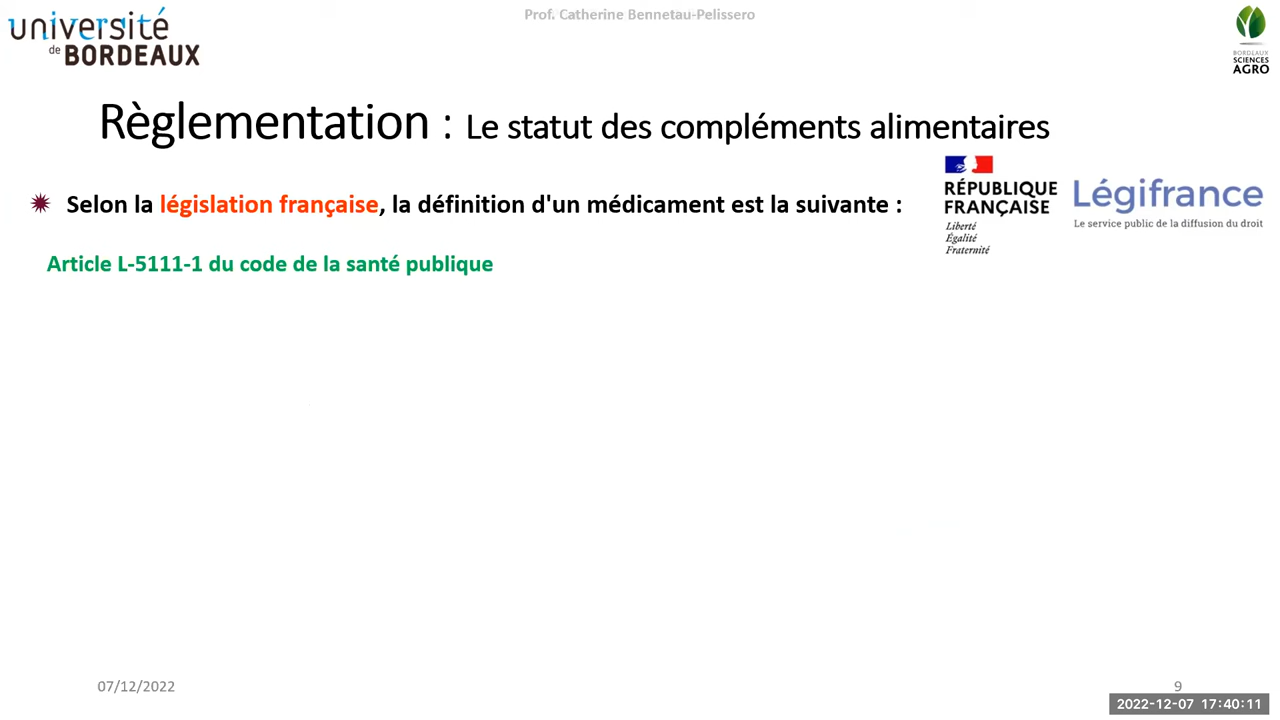 Prof. Catherine Bennetau-Pelissero
université
de BORDEAUX
BORDEAUX
SCIENCES
AGRO
Règlementation : Le statut des compléments alimentaires
Selon la législation française, la définition d'un médicament est la suivante :
RÉPUBLIQUE
FRANÇAISE
Liberté
Égalité
Fraternité
Légifrance
Le service public de la diffusion du droit
Article L-5111-1 du code de la santé publique
07/12/2022
9
2022-12-07 17:40:11